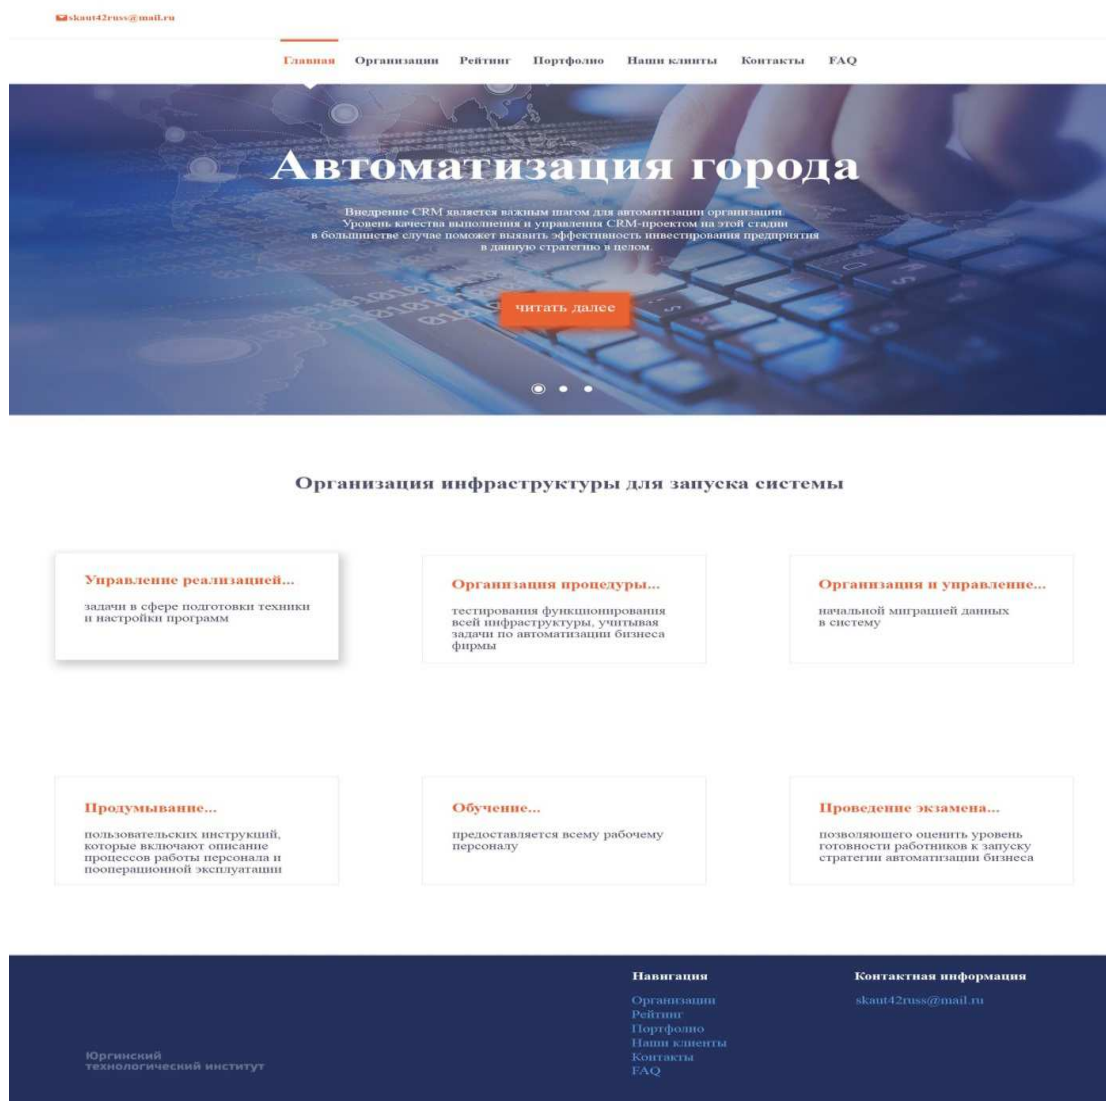 skaut42russ@mail.ru
Главная Организации Рейтинг Портфолио Наши клинты Контакты FAQ
Автоматизация города
Внедрение CRM является важным шагом для автоматизации организации.
Уровень качества выполнения и управления CRM-проектом на этой стадии
в большинстве случае поможет выявить эффективность инвестирования предприятия
в данную стратегию в целом.
читать далее
Организация инфраструктуры для запуска системы
Управление реализацией...
задачи в сфере подготовки техники
и настройки программ
Организация процедуры...
тестирования функционирования
всей инфраструктуры, учитывая
задачи по автоматизации бизнеса
фирмы
Организация и управление...
начальной миграцией данных
в систему
Продумывание...
пользовательских инструкций,
которые включают описание
процессов работы персонала и
пооперационной эксплуатации
Обучение...
предоставляется всему рабочему
персоналу
Проведение экзамена...
позволяющего оценить уровень
готовности работников к запуску
стратегии автоматизации бизнеса
Юргинский
технологический институт
Навигация
Организации
Рейтинг
Портфолио
Наши клиенты
Контакты
FAQ
Контактная информация
skaut42russ@mail.ru